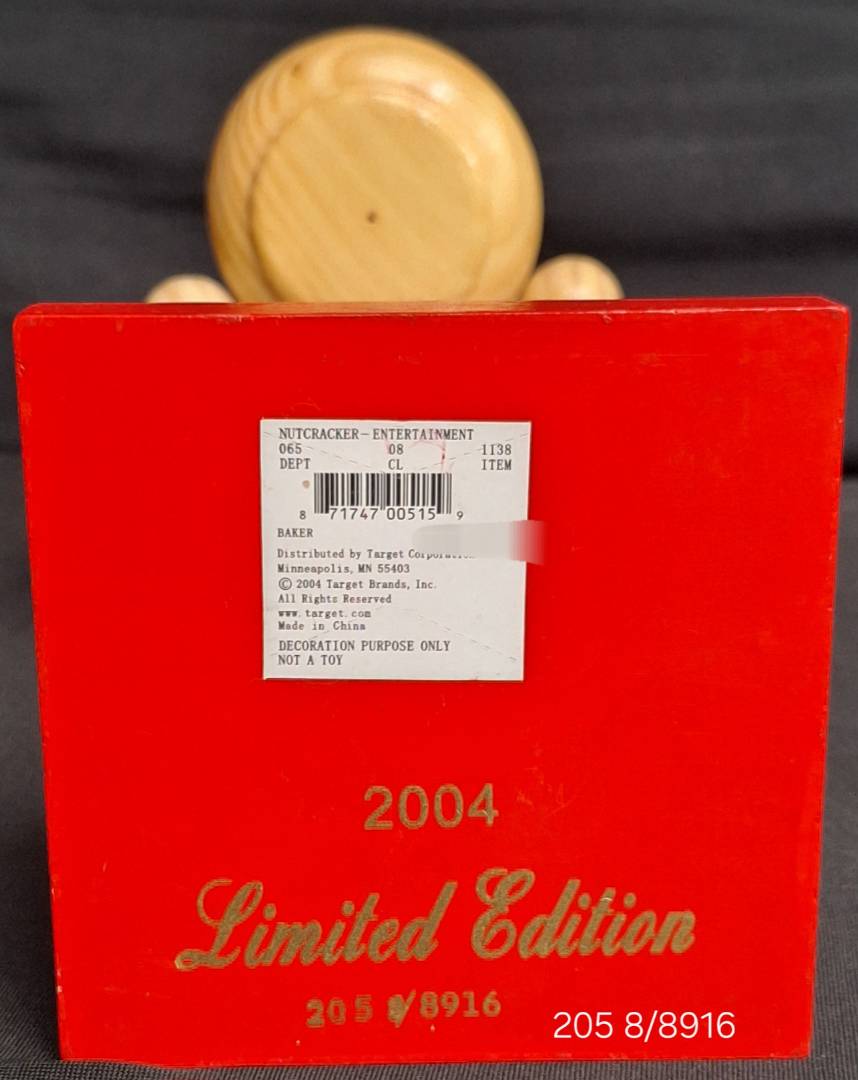 NUTCRACKER-ENTERTAINMENT
065 08 1138
DEPT CL ITEM
8 71747 00515 9
BAKER
Distributed by Target Corporation
Minneapolis, MN 55403
© 2004 Target Brands, Inc.
All Rights Reserved
www.target.com
Made in China
DECORATION PURPOSE ONLY
NOT A TOY
2004
Limited Edition
205 8/8916
205 8/8916